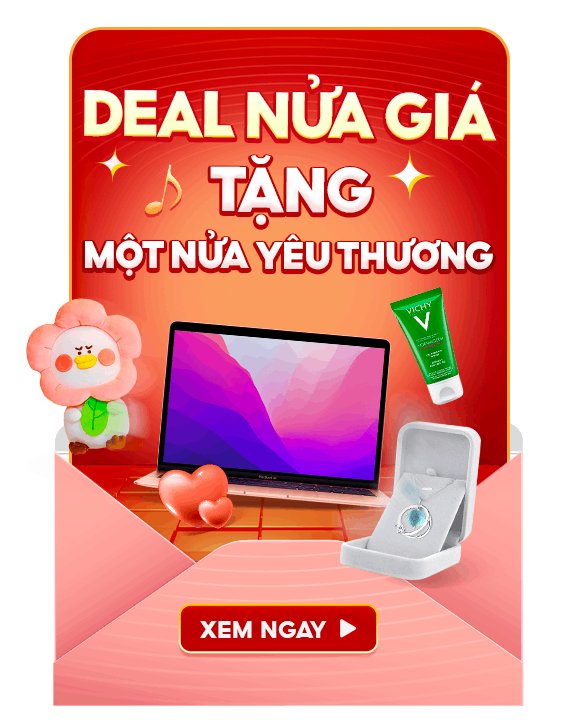 DEAL NỬA GIÁ
TẶNG
MỘT NỬA YÊU THƯƠNG
VICHY
V
XEM NGAY